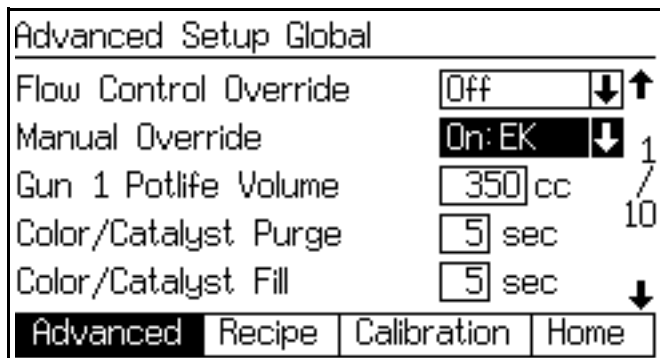 Advanced Setup Global
Flow Control Override Off
Manual Override On: EK
Gun 1 Potlife Volume 350 cc
Color/Catalyst Purge 5 sec
Color/Catalyst Fill 5 sec
1/10
Advanced Recipe Calibration Home